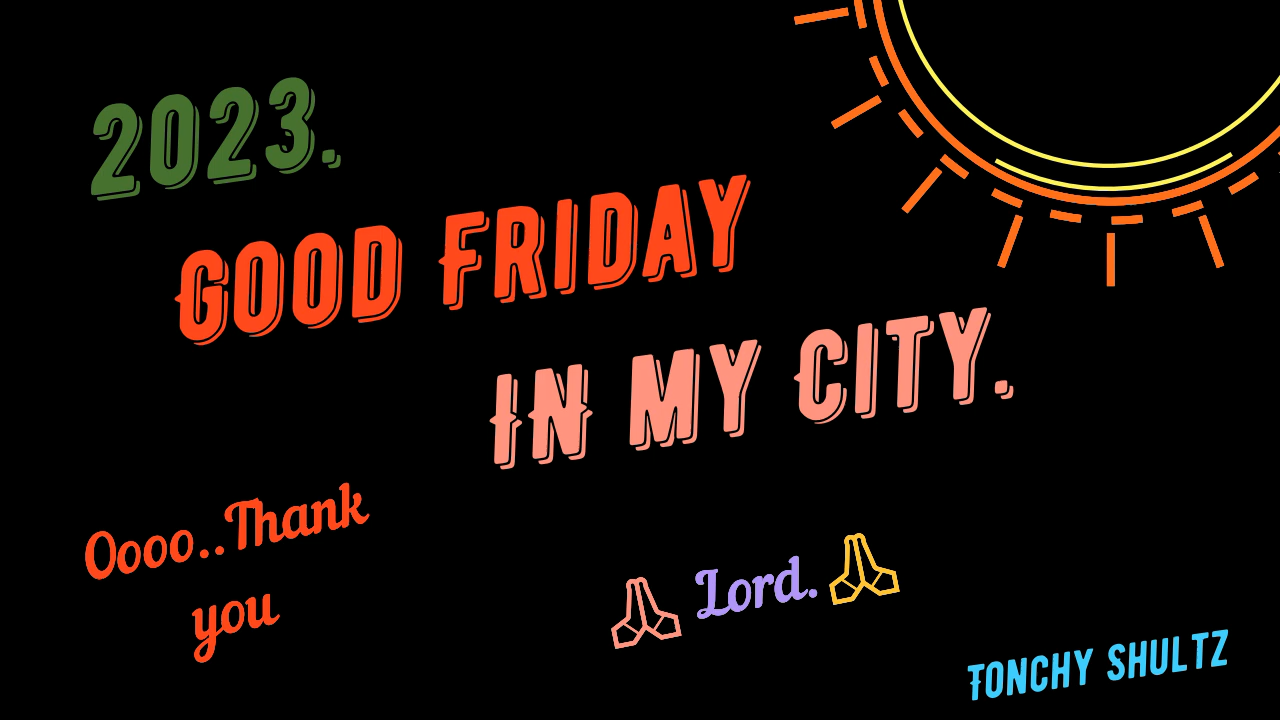 2023.
GOOD FRIDAY
IN MY CITY.
Oooo..Thank
you
Lord.
TONCHY SHULTZ